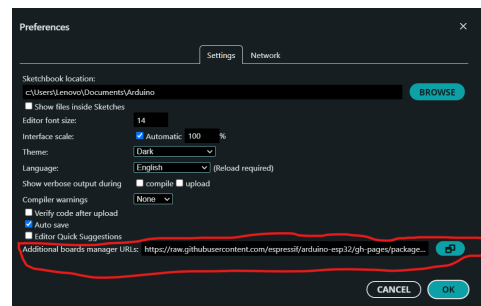 Preferences
Settings Network
Sketchbook location:
c:\Users\Lenovo\Documents\Arduino BROWSE
Show files inside Sketches
Editor font size: 14
Interface scale: Automatic 100 %
Theme: Dark
Language: English (Reload required)
Show verbose output during compile upload
Compiler warnings None
Verify code after upload
Auto save
Editor Quick Suggestions
Additional boards manager URLs: https://raw.githubusercontent.com/espressif/arduino-esp32/gh-pages/package...
CANCEL OK